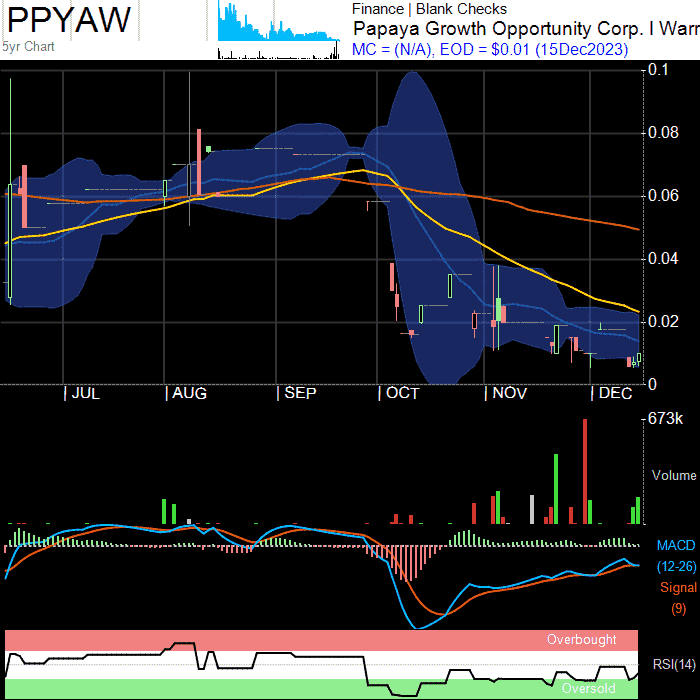 PPYAW
5yr Chart
Finance | Blank Checks
Papaya Growth Opportunity Corp. I Warr
MC = (N/A), EOD = $0.01 (15Dec2023)
0.1
0.08
0.06
0.04
0.02
0
| JUL | AUG | SEP | OCT | NOV | DEC
673k
Volume
MACD
(12-26)
Signal
(9)
Overbought
RSI(14)
Oversold